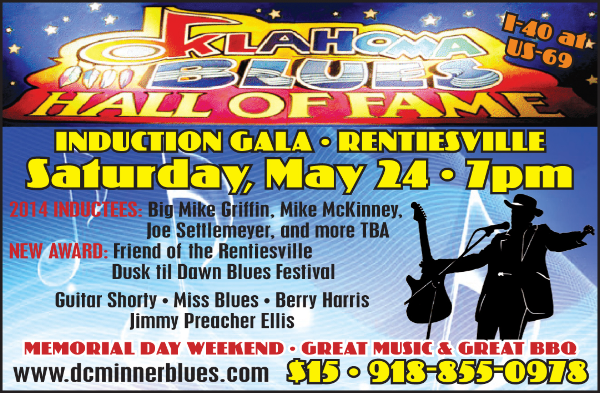 OKLAHOMA
BLUES
HALL OF FAME
I-40 at
US-69
INDUCTION GALA • RENTIESVILLE
Saturday, May 24 • 7pm
2014 INDUCTEES: Big Mike Griffin, Mike McKinney,
Joe Settlemeyer, and more TBA
NEW AWARD: Friend of the Rentiesville
Dusk til Dawn Blues Festival
Guitar Shorty • Miss Blues • Berry Harris
Jimmy Preacher Ellis
MEMORIAL DAY WEEKEND • GREAT MUSIC & GREAT BBQ
www.dcminnerblues.com $15 • 918-855-0978